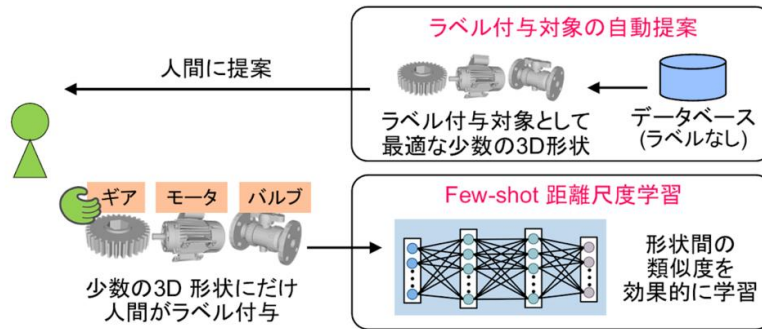 ラベル付与対象の自動提案
人間に提案
ラベル付与対象として
最適な少数の3D形状
データベース
(ラベルなし)
ギア
モータ
バルブ
少数の3D 形状にだけ
人間がラベル付与
Few-shot 距離尺度学習
形状間の
類似度を
効果的に学習